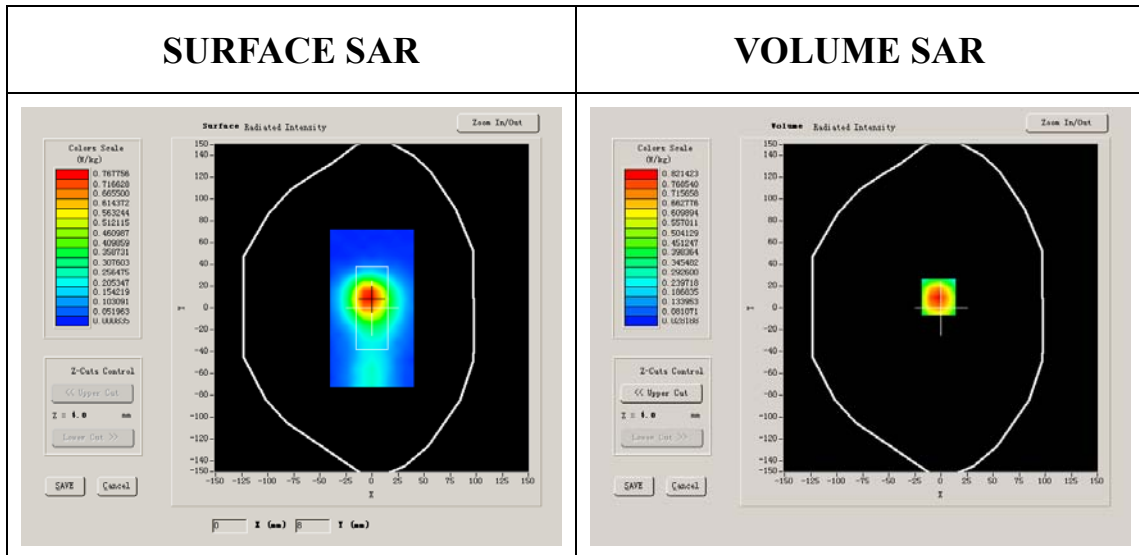 SURFACE SAR
VOLUME SAR
Surface Radiated Intensity
Zoom In/Out
Colors Scale
(W/kg)
0.767756
0.716628
0.665500
0.614372
0.563244
0.512115
0.460987
0.409859
0.358731
0.307603
0.256475
0.205347
0.154219
0.103091
0.051963
0.000835
150
140
120
100
80
60
40
20
0
-20
-40
-60
-80
-100
-120
-140
-150
Y
-150 -125 -100 -75 -50 -25 0 25 50 75 100 125 150
X
Z-Cuts Control
<< Upper Cut
Z = mm
Lower Cut >>
SAVE
Cancel
0 X (mm) 8 Y (mm)
Volume Radiated Intensity
Zoom In/Out
Colors Scale
(W/kg)
0.821423
0.768540
0.715658
0.662776
0.609894
0.557011
0.504129
0.451247
0.398364
0.345482
0.292600
0.239718
0.186835
0.133953
0.081071
0.028188
150
140
120
100
80
60
40
20
0
-20
-40
-60
-80
-100
-120
-140
-150
Y
-150 -125 -100 -75 -50 -25 0 25 50 75 100 125 150
X
Z-Cuts Control
<< Upper Cut
Z = mm
Lower Cut >>
SAVE
Cancel